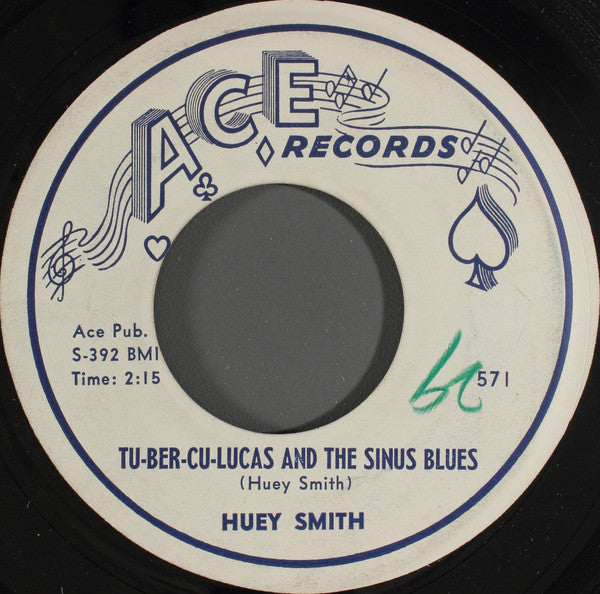 ACE
RECORDS
Ace Pub.
S-392 BMI
Time: 2:15
571
TU-BER-CU-LUCAS AND THE SINUS BLUES
(Huey Smith)
HUEY SMITH